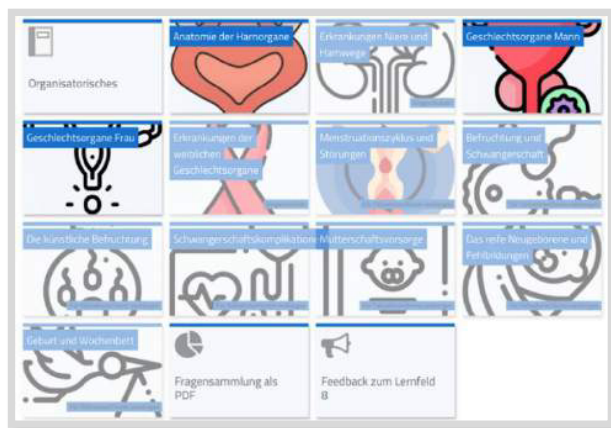 Organisatorisches
Anatomie der Harnorgane
Erkrankungen Niere und
Harnwege
Geschlechtsorgane Mann
Geschlechtsorgane Frau
Erkrankungen der
weiblichen
Geschlechtsorgane
Menstruationszyklus und
Störungen
Befruchtung und
Schwangerschaft
Die künstliche Befruchtung
Schwangerschaftskomplikatione
Mutterschaftsvorsorge
Das reife Neugeborene und
Fehlbildungen
Geburt und Wochenbett
Fragensammlung als
PDF
Feedback zum Lernfeld
8